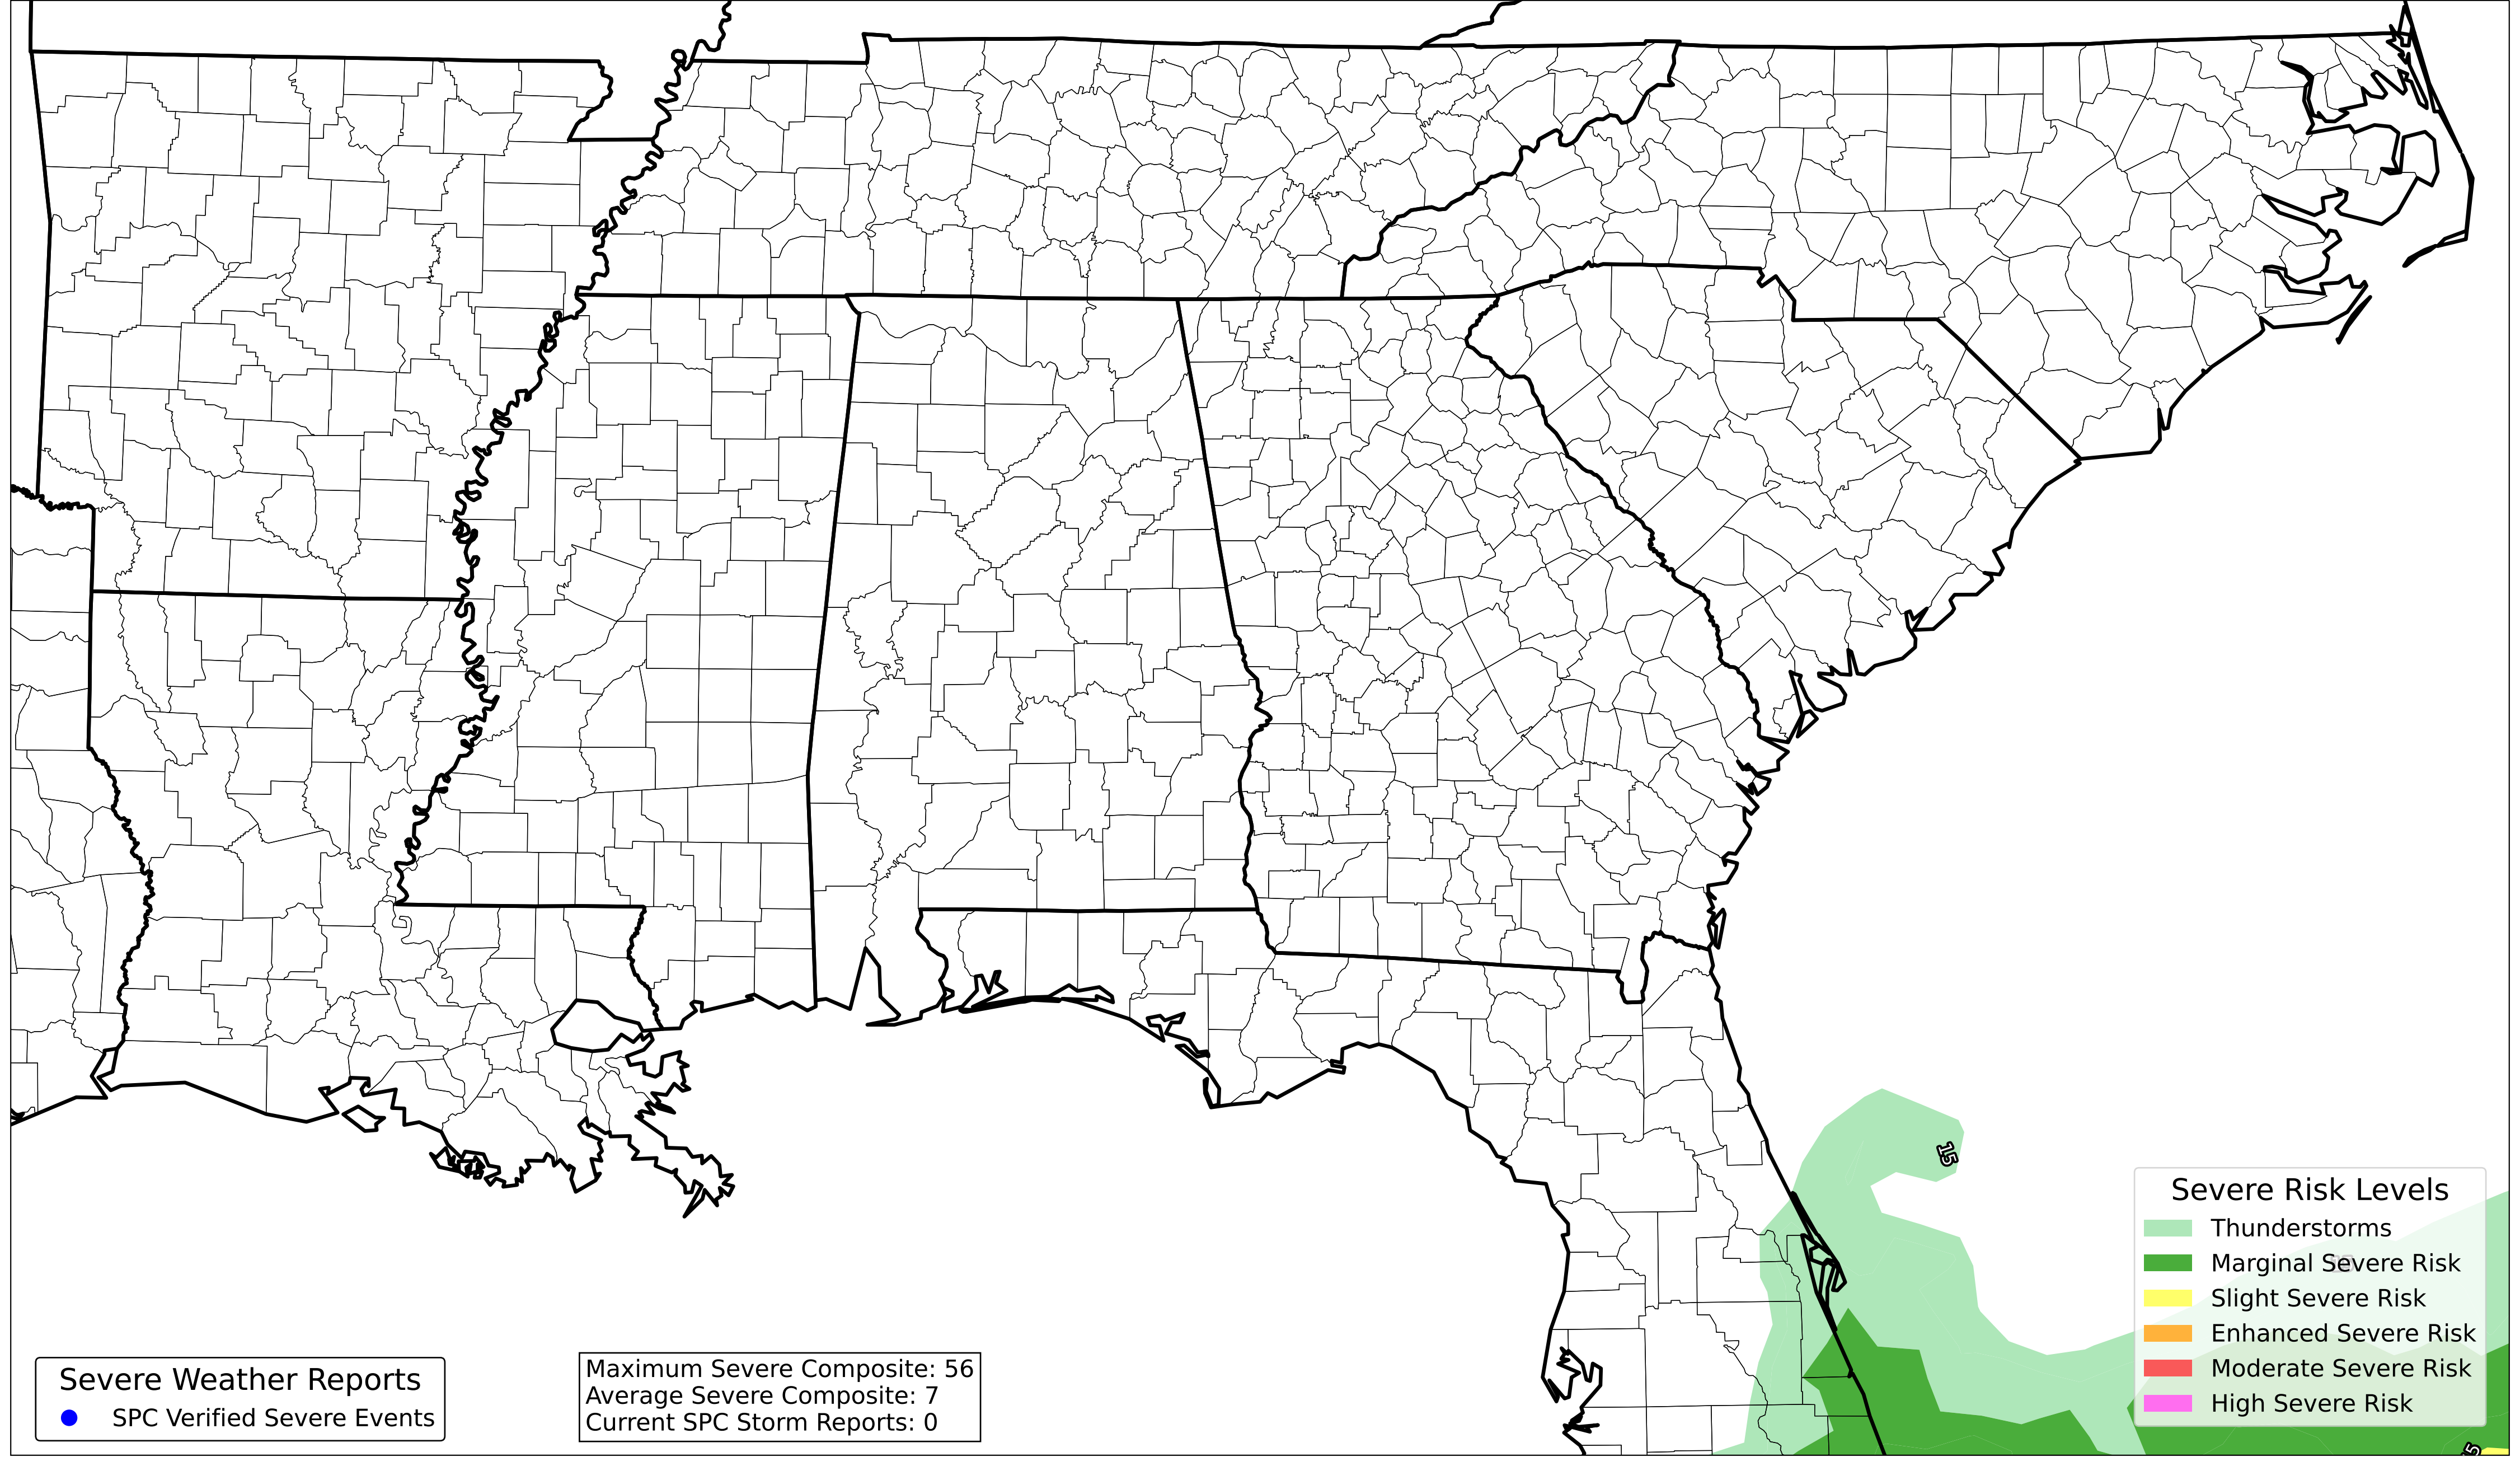 15
Severe Risk Levels
Thunderstorms
Marginal Severe Risk
Slight Severe Risk
Enhanced Severe Risk
Moderate Severe Risk
High Severe Risk
Severe Weather Reports
SPC Verified Severe Events
Maximum Severe Composite: 56
Average Severe Composite: 7
Current SPC Storm Reports: 0